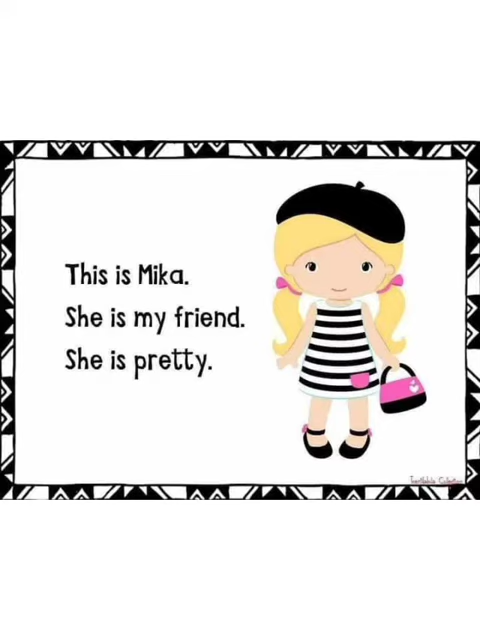 This is Mika.
She is my friend.
She is pretty.